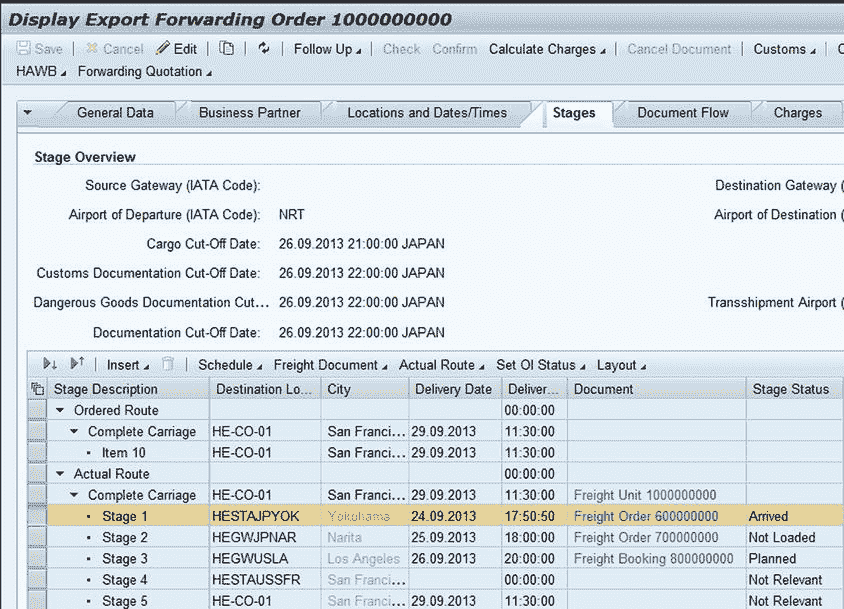 Display Export Forwarding Order 1000000000
Save Cancel Edit Follow Up Check Confirm Calculate Charges Cancel Document Customs
HAWB Forwarding Quotation
General Data Business Partner Locations and Dates/Times Stages Document Flow Charges
Stage Overview
Source Gateway (IATA Code): Destination Gateway (
Airport of Departure (IATA Code): NRT Airport of Destination (
Cargo Cut-Off Date: 26.09.2013 21:00:00 JAPAN
Customs Documentation Cut-Off Date: 26.09.2013 22:00:00 JAPAN
Dangerous Goods Documentation Cut... 26.09.2013 22:00:00 JAPAN Transshipment Airport (
Documentation Cut-Off Date: 26.09.2013 22:00:00 JAPAN
Insert Schedule Freight Document Actual Route Set OI Status Layout
Stage Description Destination Lo... City Delivery Date Deliver... Document Stage Status
Ordered Route 00:00:00
Complete Carriage HE-CO-01 San Franci... 29.09.2013 11:30:00
Item 10 HE-CO-01 San Franci... 29.09.2013 11:30:00
Actual Route 00:00:00
Complete Carriage HE-CO-01 San Franci... 29.09.2013 11:30:00 Freight Unit 1000000000
Stage 1 HESTAJPYOK Yokohama 24.09.2013 17:50:50 Freight Order 600000000 Arrived
Stage 2 HEGWJPNAR Narita 25.09.2013 18:00:00 Freight Order 700000000 Not Loaded
Stage 3 HEGWUSLA Los Angeles 26.09.2013 20:00:00 Freight Booking 800000000 Planned
Stage 4 HESTAUSSFR San Franci... 00:00:00 Not Relevant
Stage 5 HE-CO-01 San Franci... 29.09.2013 11:30:00 Not Relevant